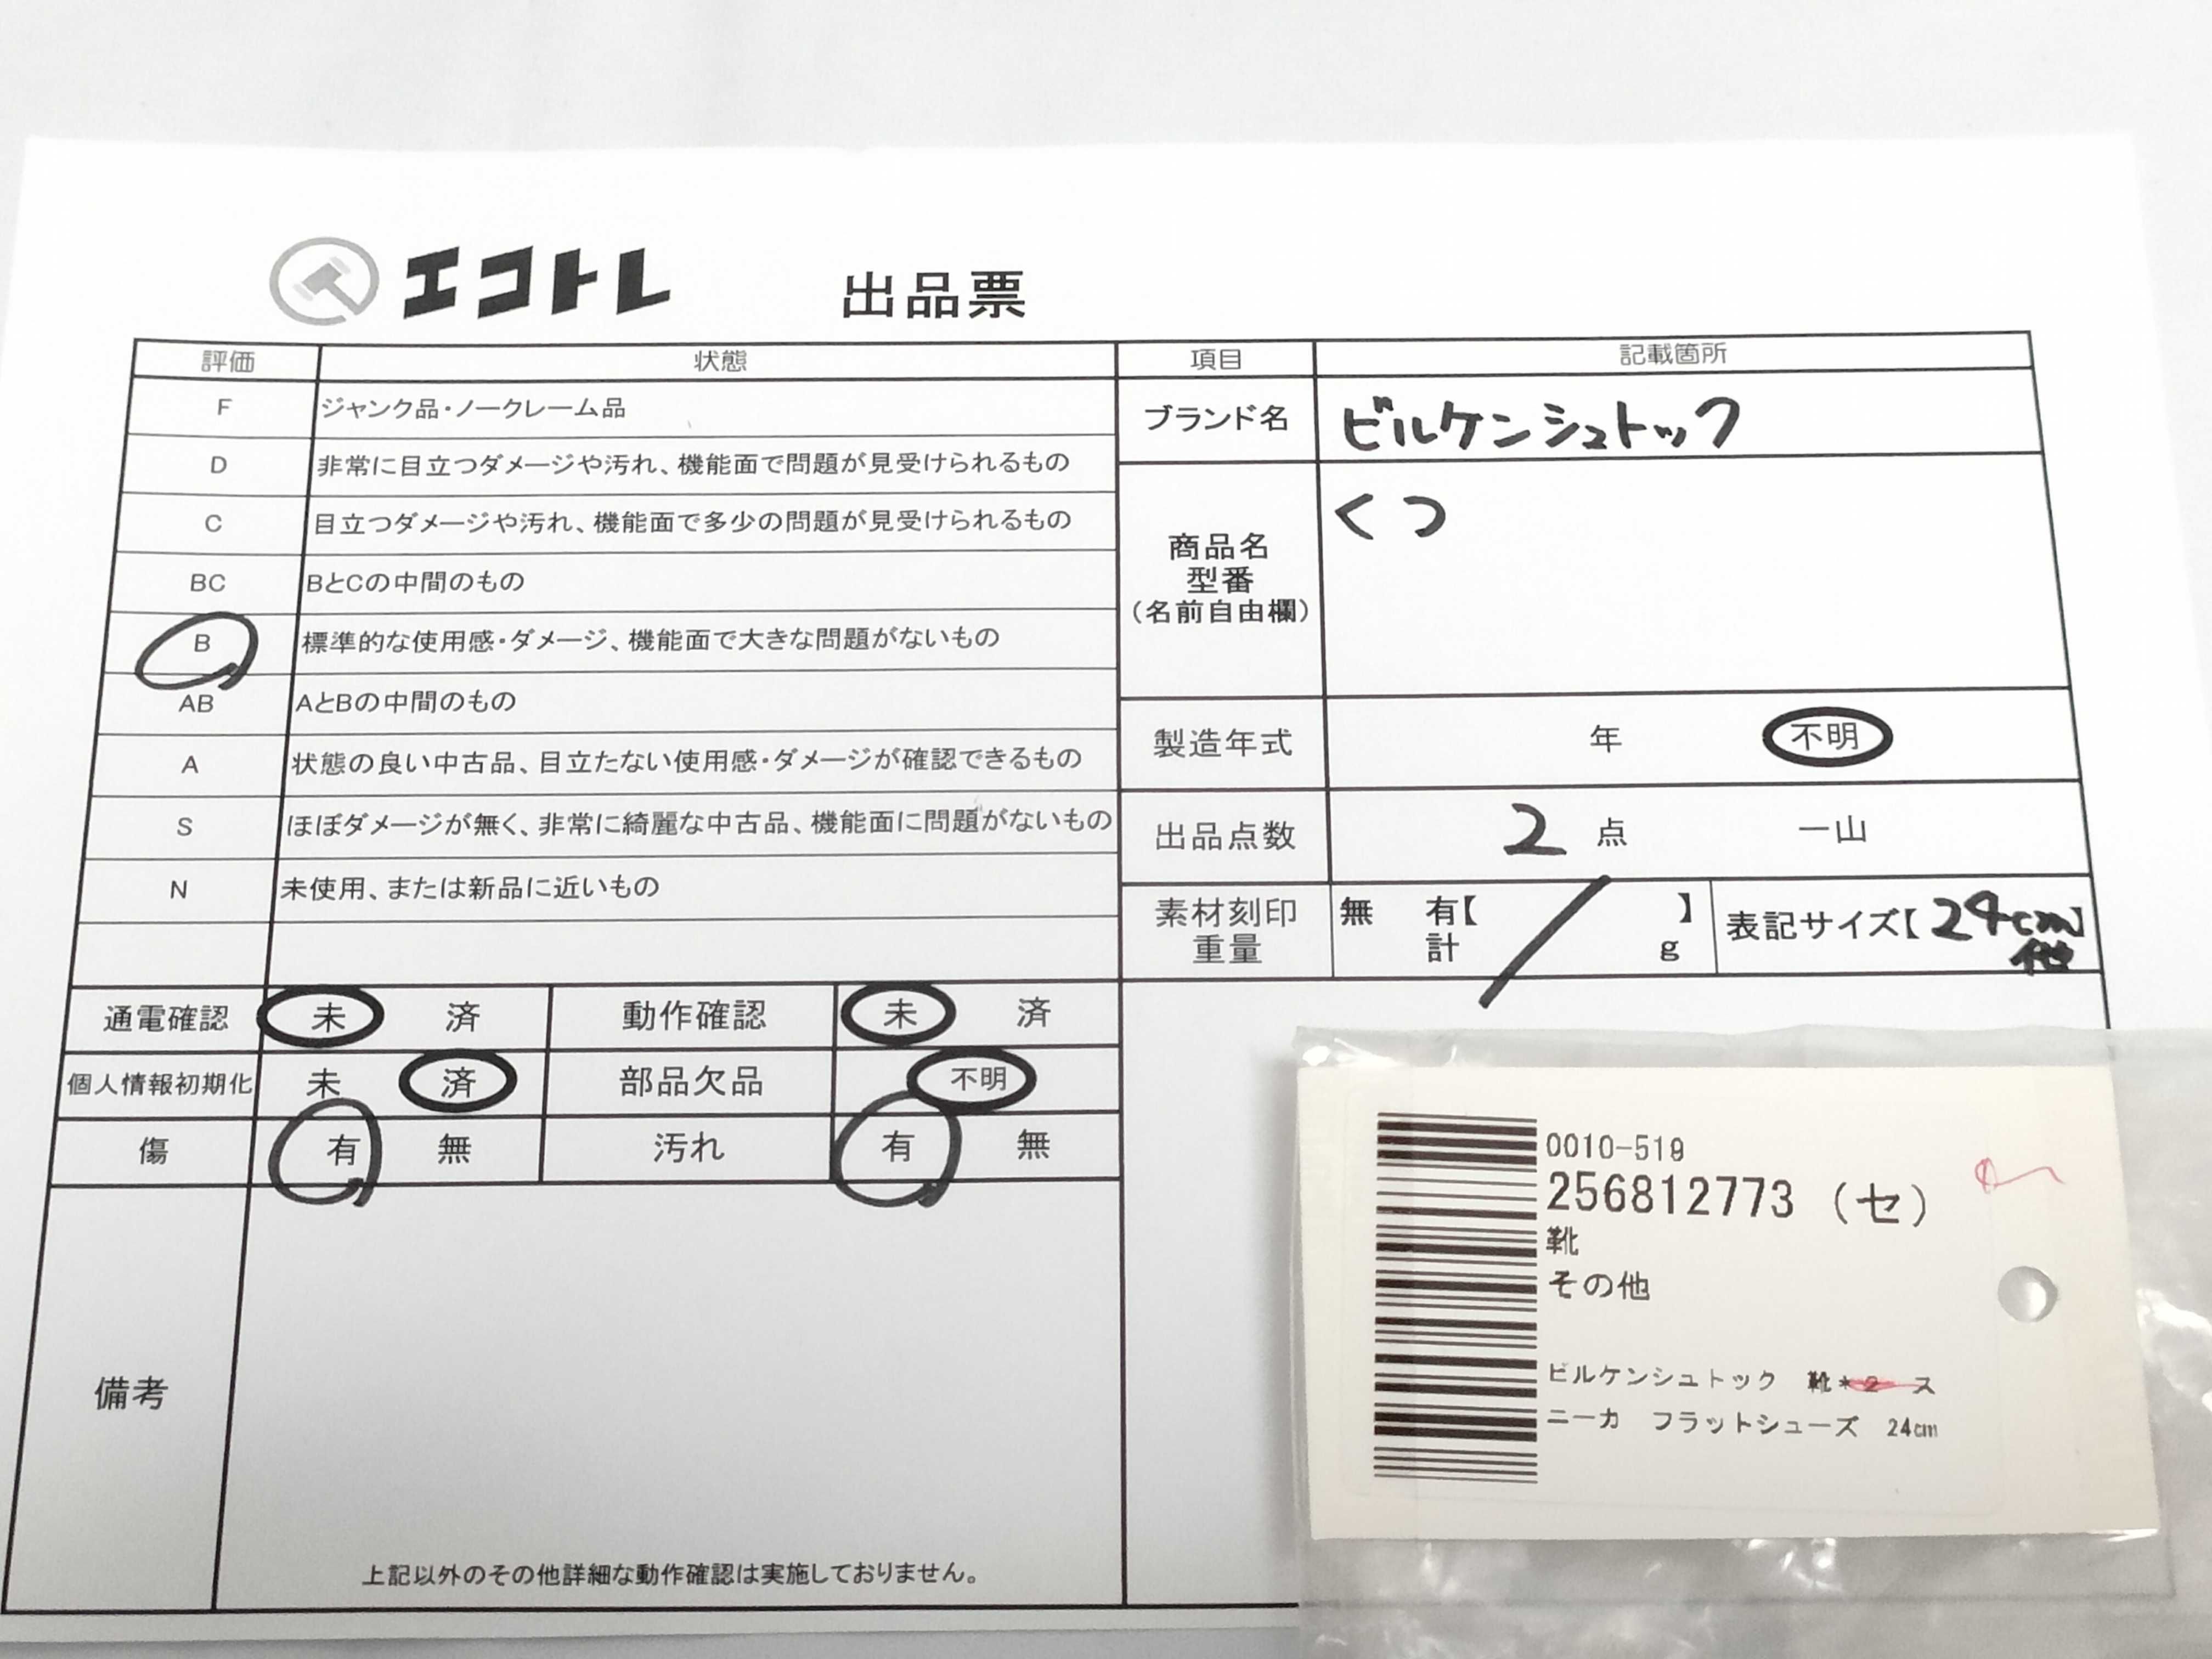 エコトレ 出品票
評価 状態 項目 記載箇所
F ジャンク品・ノークレーム品
D 非常に目立つダメージや汚れ、機能面で問題が見受けられるもの
C 目立つダメージや汚れ、機能面で多少の問題が見受けられるもの
BC BとCの中間のもの
B 標準的な使用感・ダメージ、機能面で大きな問題がないもの
AB AとBの中間のもの
A 状態の良い中古品、目立たない使用感・ダメージが確認できるもの
S ほぼダメージが無く、非常に綺麗な中古品、機能面に問題がないもの
N 未使用、または新品に近いもの
ブランド名 ビルケンシュトック
商品名 くつ
型番
(名前自由欄)
製造年式 年 不明
出品点数 2 点 一山
素材刻印 無 有【 】
重量 計 g
表記サイズ【24cm】
他
通電確認 未 済 動作確認 未 済
個人情報初期化 未 済 部品欠品 不明
傷 有 無 汚れ 有 無
備考
上記以外のその他詳細な動作確認は実施しておりません。
0010-519
256812773 (セ)
靴
その他
ビルケンシュトック 靴*2 ス
ニーカ フラットシューズ 24cm